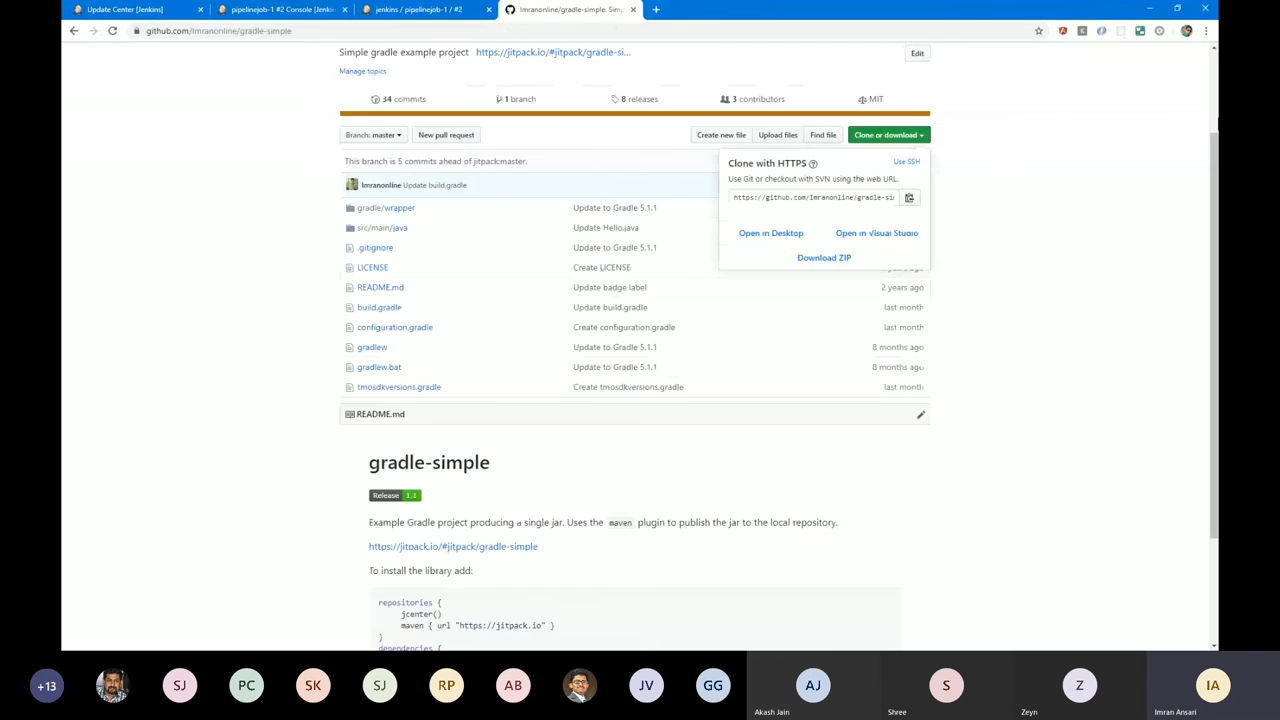 Update Center [Jenkins]
pipelinejob-1 #2 Console [Jenkin
jenkins / pipelinejob-1 / #2
Imranonline/gradle-simple: Sim
github.com/Imranonline/gradle-simple
Simple gradle example project https://jitpack.io/#jitpack/gradle-si...
Edit
Manage topics
34 commits
1 branch
8 releases
3 contributors
MIT
Branch: master
New pull request
Create new file
Upload files
Find file
Clone or download
This branch is 5 commits ahead of jitpack:master.
Clone with HTTPS
Use SSH
Use Git or checkout with SVN using the web URL.
https://github.com/Imranonline/gradle-si
Open in Desktop
Open in Visual Studio
Download ZIP
Imranonline Update build.gradle
gradle/wrapper Update to Gradle 5.1.1
src/main/java Update Hello.java
.gitignore Update to Gradle 5.1.1
LICENSE Create LICENSE
README.md Update badge label 2 years ago
build.gradle Update build.gradle last month
configuration.gradle Create configuration.gradle last month
gradlew Update to Gradle 5.1.1 8 months ago
gradlew.bat Update to Gradle 5.1.1 8 months ago
tmosdkversions.gradle Create tmosdkversions.gradle last month
README.md
gradle-simple
Release 1.1
Example Gradle project producing a single jar. Uses the maven plugin to publish the jar to the local repository.
https://jitpack.io/#jitpack/gradle-simple
To install the library add:
repositories {
jcenter()
maven { url "https://jitpack.io" }
}
dependencies {
+13
SJ
PC
SK
SJ
RP
AB
JV
GG
AJ
Akash Jain
S
Shree
Z
Zeyn
IA
Imran Ansari